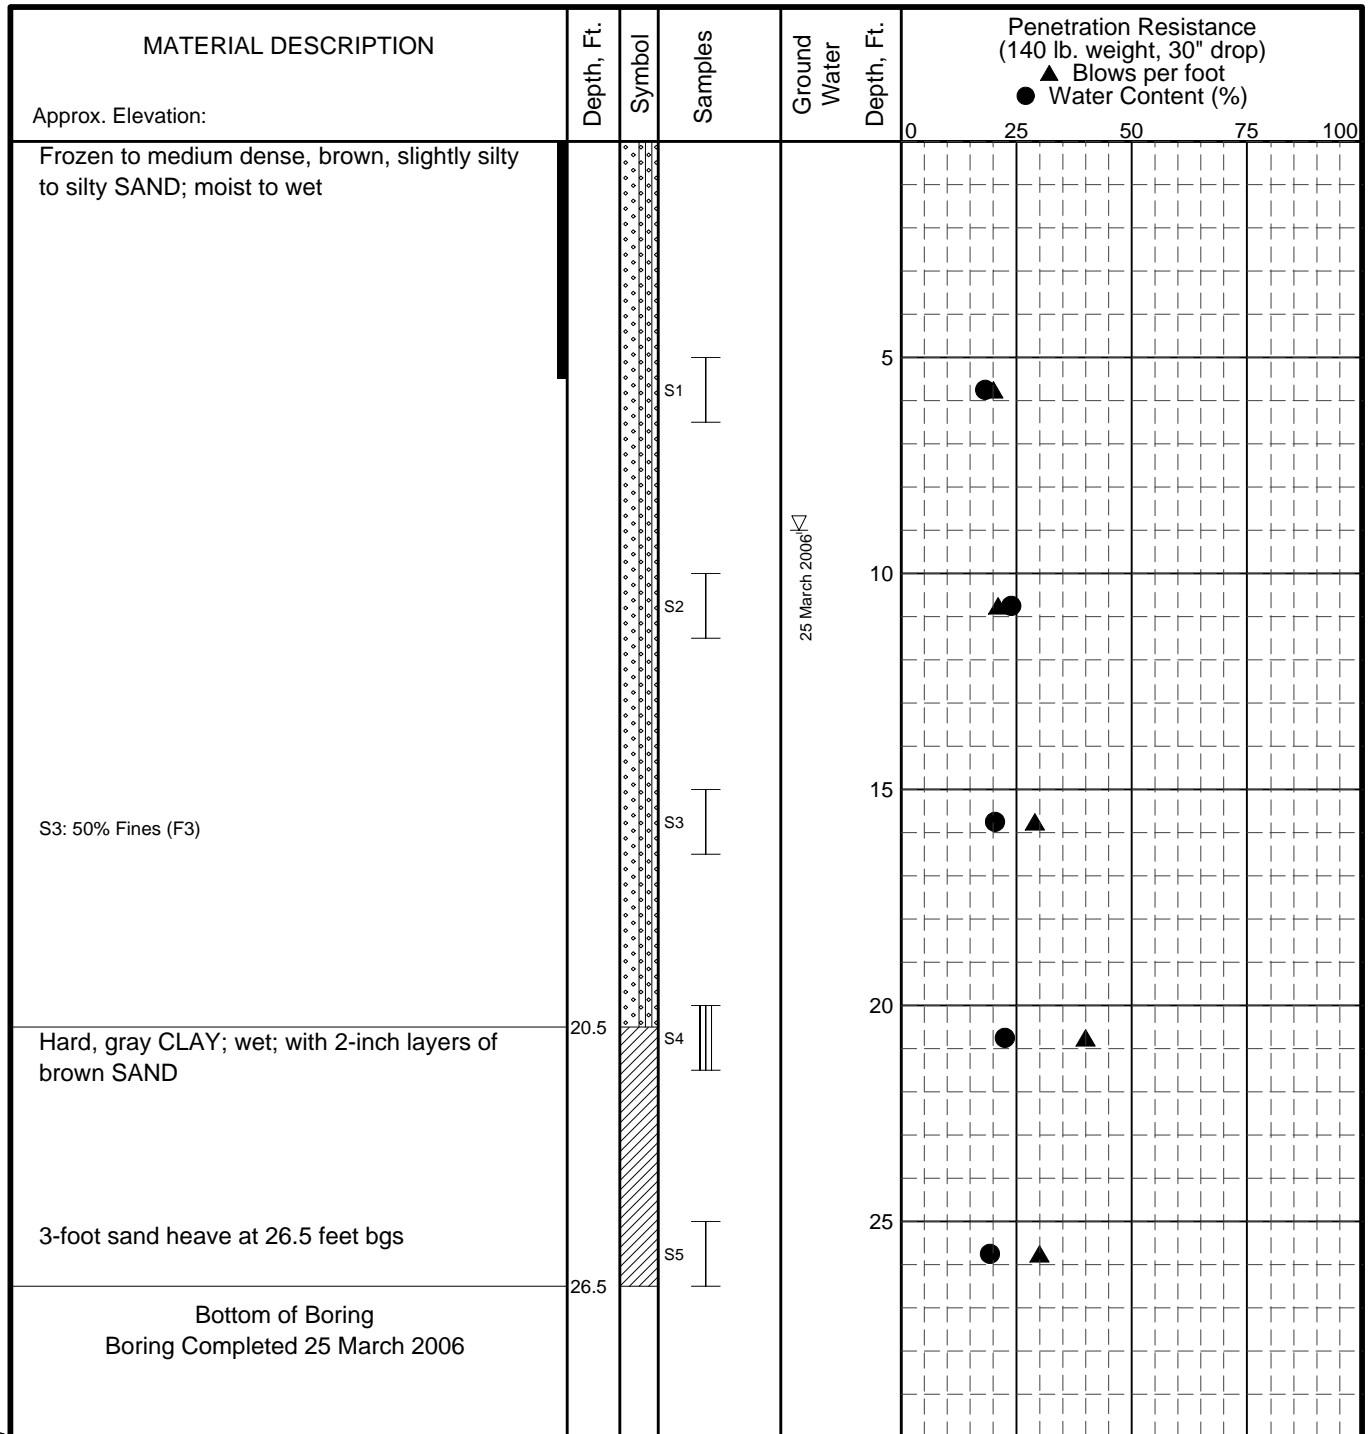 MATERIAL DESCRIPTION
Approx. Elevation:
Depth, Ft.
Symbol
Samples
Ground
Water
Depth, Ft.
Penetration Resistance
(140 lb. weight, 30" drop)
▲ Blows per foot
● Water Content (%)
0 25 50 75 100
Frozen to medium dense, brown, slightly silty
to silty SAND; moist to wet
5
S1
25 March 2006
10
S2
15
S3: 50% Fines (F3)
S3
20
20.5
Hard, gray CLAY; wet; with 2-inch layers of
brown SAND
S4
25
3-foot sand heave at 26.5 feet bgs
S5
26.5
Bottom of Boring
Boring Completed 25 March 2006